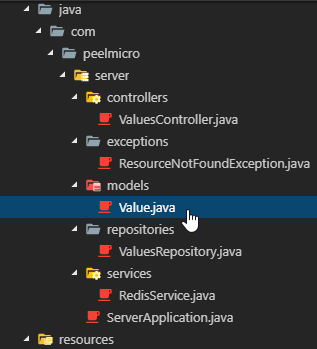 java
com
peelmicro
server
controllers
ValuesController.java
exceptions
ResourceNotFoundException.java
models
Value.java
repositories
ValuesRepository.java
services
RedisService.java
ServerApplication.java
resources